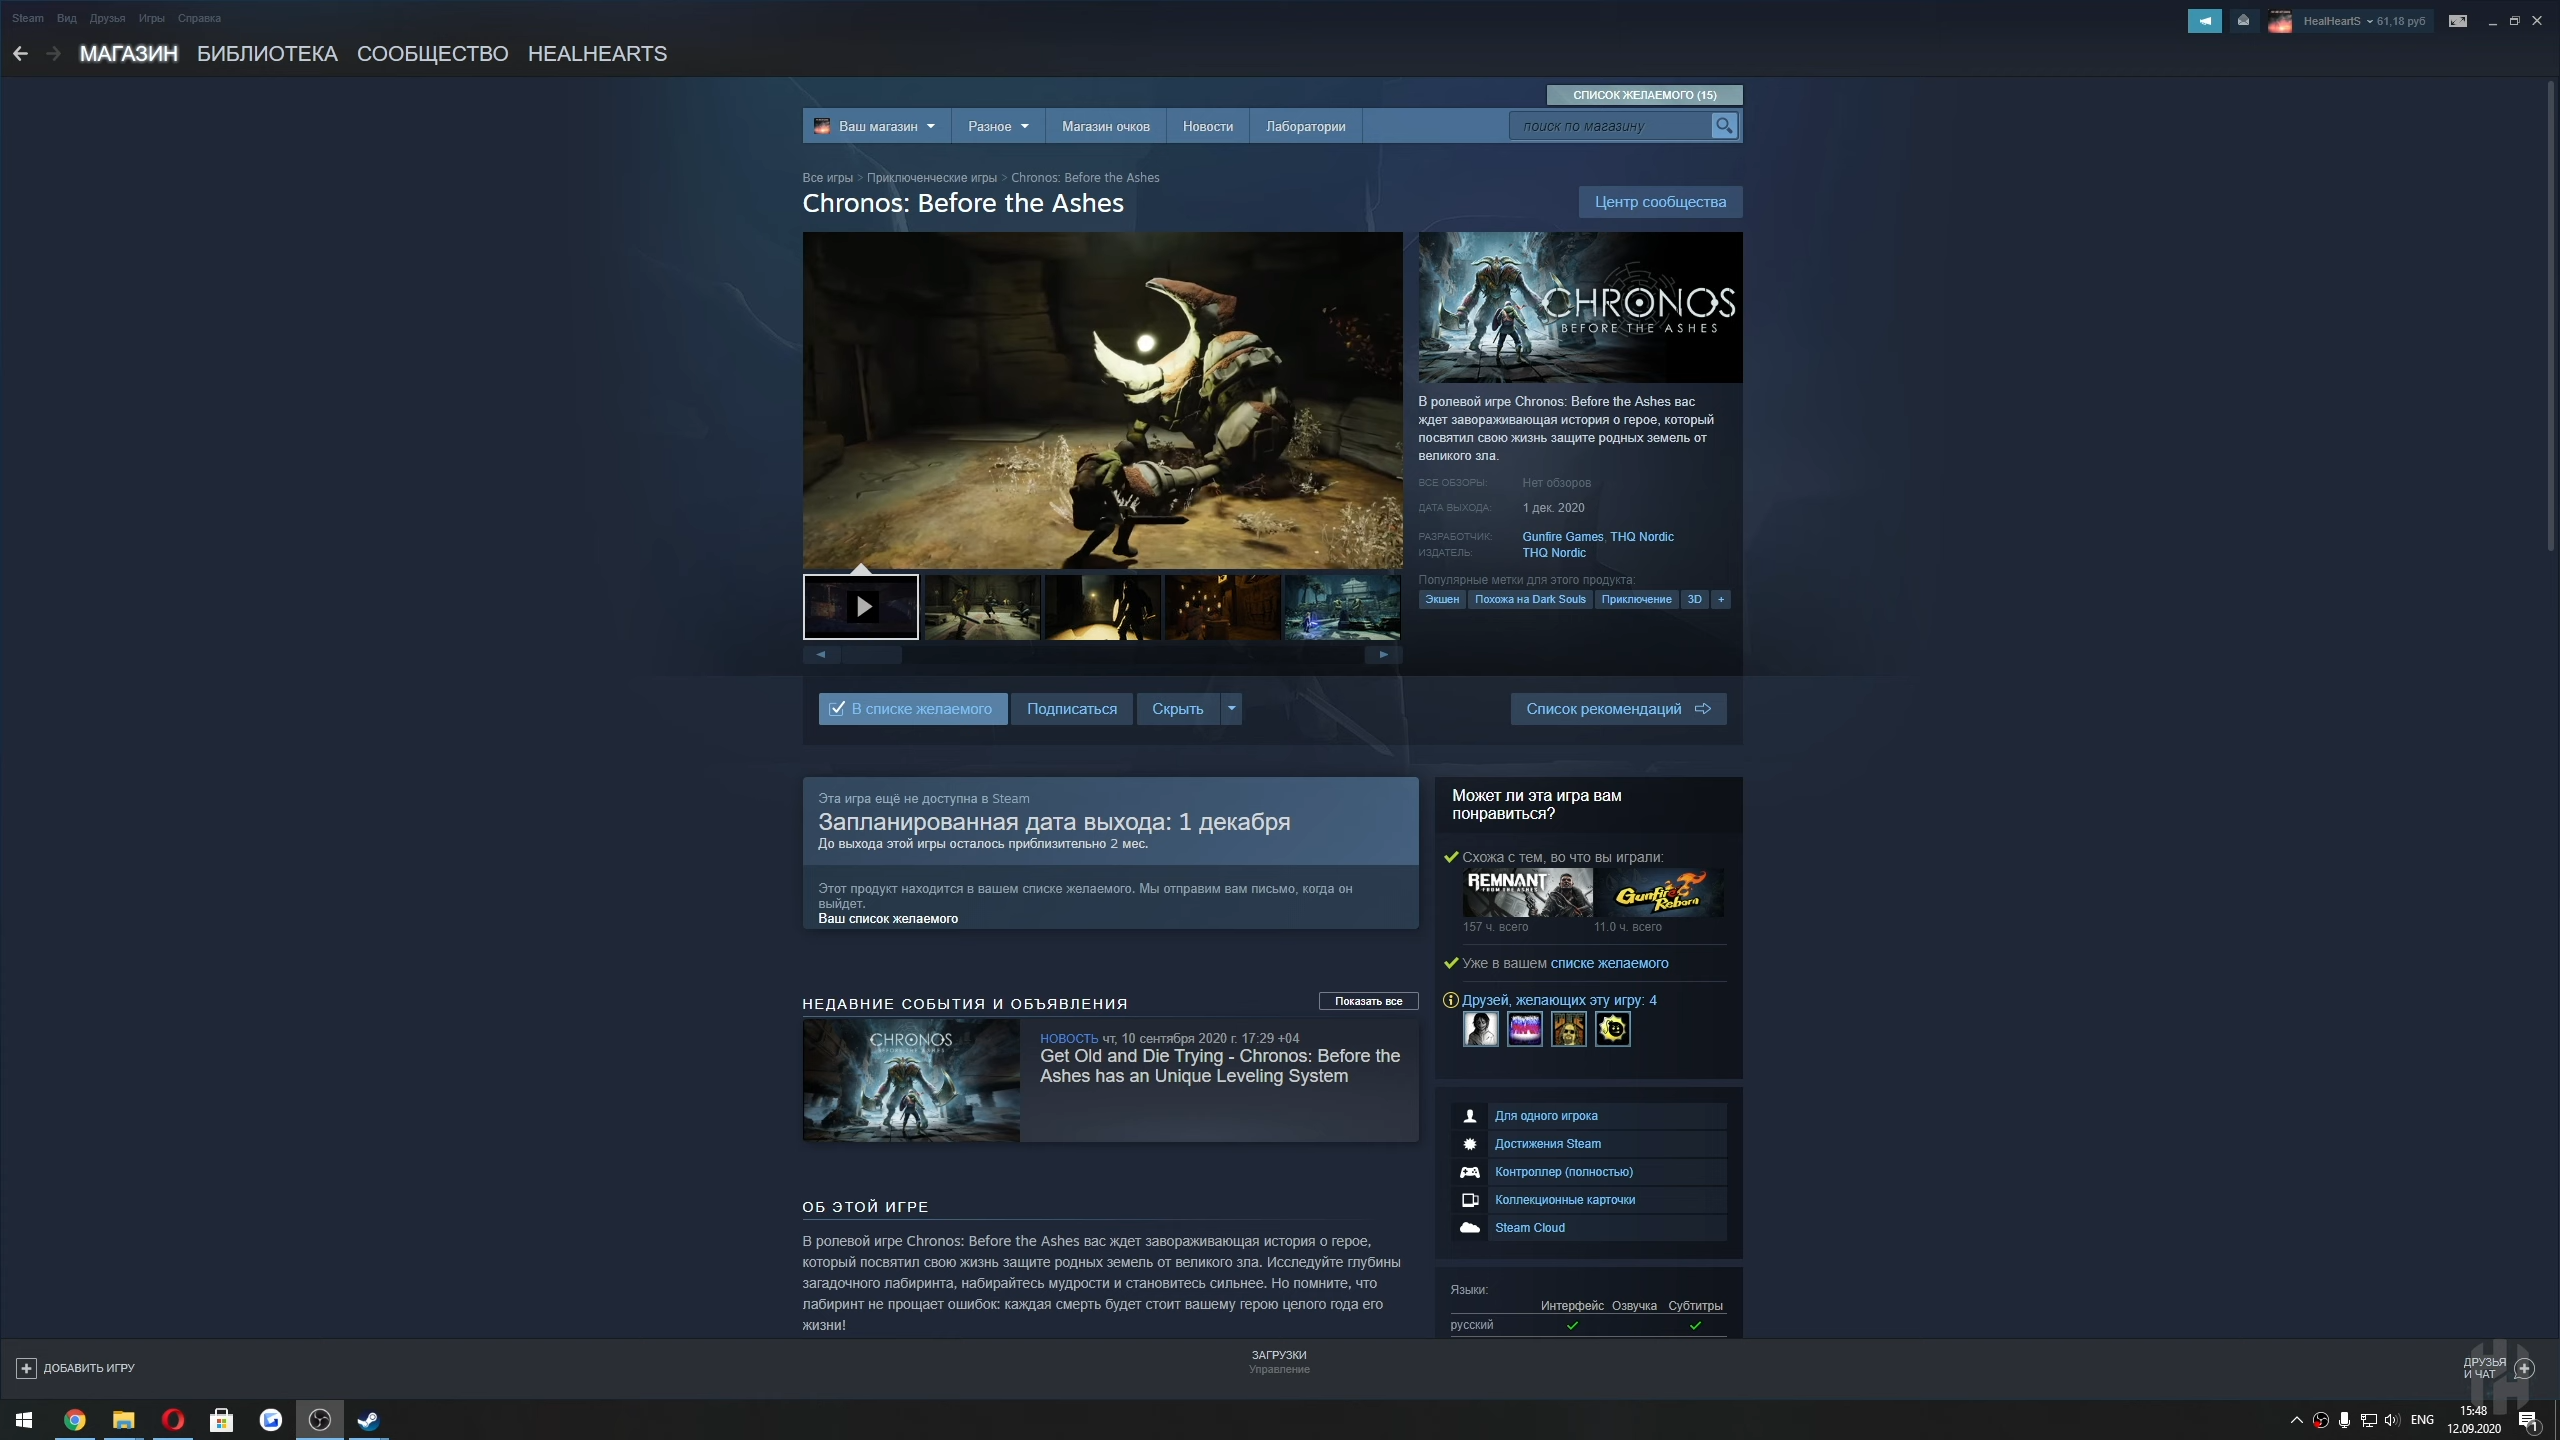 Steam Вид Друзья Игры Справка
HealHeartS 61,18 руб
МАГАЗИН БИБЛИОТЕКА СООБЩЕСТВО HEALHEARTS
СПИСОК ЖЕЛАЕМОГО (15)
Ваш магазин Разное Магазин очков Новости Лаборатории поиск по магазину
Все игры > Приключенческие игры > Chronos: Before the Ashes
Chronos: Before the Ashes
Центр сообщества
CHRONOS
BEFORE THE ASHES
В ролевой игре Chronos: Before the Ashes вас
ждет завораживающая история о герое, который
посвятил свою жизнь защите родных земель от
великого зла.
ВСЕ ОБЗОРЫ: Нет обзоров
ДАТА ВЫХОДА: 1 дек. 2020
РАЗРАБОТЧИК: Gunfire Games, THQ Nordic
ИЗДАТЕЛЬ: THQ Nordic
Популярные метки для этого продукта:
Экшен Похожа на Dark Souls Приключение 3D +
В списке желаемого Подписаться Скрыть Список рекомендаций
Эта игра ещё не доступна в Steam
Запланированная дата выхода: 1 декабря
До выхода этой игры осталось приблизительно 2 мес.
Этот продукт находится в вашем списке желаемого. Мы отправим вам письмо, когда он
выйдет.
Ваш список желаемого
Может ли эта игра вам
понравиться?
Схожа с тем, во что вы играли:
REMNANT
FROM THE ASHES
Gunfire
Reborn
157 ч. всего 11.0 ч. всего
Уже в вашем списке желаемого
Друзей, желающих эту игру: 4
НЕДАВНИЕ СОБЫТИЯ И ОБЪЯВЛЕНИЯ Показать все
CHRONOS
BEFORE THE ASHES
НОВОСТЬ чт, 10 сентября 2020 г. 17:29 +04
Get Old and Die Trying - Chronos: Before the
Ashes has an Unique Leveling System
Для одного игрока
Достижения Steam
Контроллер (полностью)
Коллекционные карточки
Steam Cloud
ОБ ЭТОЙ ИГРЕ
В ролевой игре Chronos: Before the Ashes вас ждет завораживающая история о герое,
который посвятил свою жизнь защите родных земель от великого зла. Исследуйте глубины
загадочного лабиринта, набирайтесь мудрости и становитесь сильнее. Но помните, что
лабиринт не прощает ошибок: каждая смерть будет стоит вашему герою целого года его
жизни!
Языки:
Интерфейс Озвучка Субтитры
русский
ДОБАВИТЬ ИГРУ
ЗАГРУЗКИ
Управление
ДРУЗЬЯ
И ЧАТ
ENG
15:48
12.09.2020
1